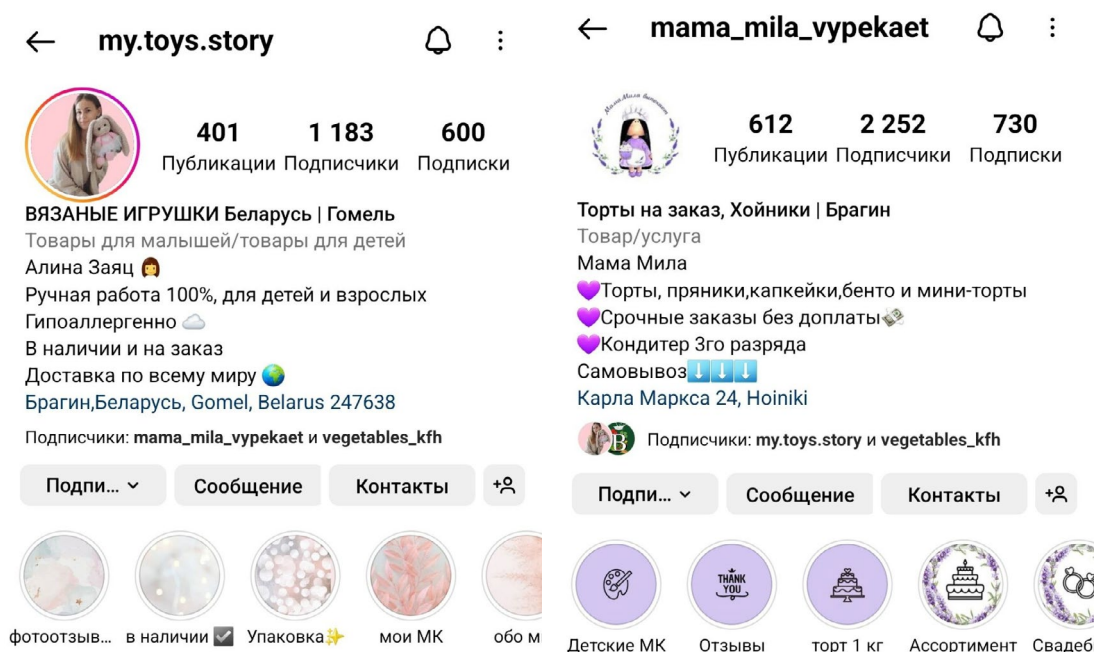 my.toys.story
401 1 183 600
Публикации Подписчики Подписки
ВЯЗАНЫЕ ИГРУШКИ Беларусь | Гомель
Товары для малышей/товары для детей
Алина Заяц
Ручная работа 100%, для детей и взрослых
Гипоаллергенно
В наличии и на заказ
Доставка по всему миру
Брагин,Беларусь, Gomel, Belarus 247638
Подписчики: mama_mila_vypekaet и vegetables_kfh
Подпи... Сообщение Контакты
фотоотзыв... в наличии Упаковка мои МК обо м
mama_mila_vypekaet
МамаМила выпекает
612 2 252 730
Публикации Подписчики Подписки
Торты на заказ, Хойники | Брагин
Товар/услуга
Мама Мила
Торты, пряники,капкейки,бенто и мини-торты
Срочные заказы без доплаты
Кондитер 3го разряда
Самовывоз
Карла Маркса 24, Hoiniki
В
Подписчики: my.toys.story и vegetables_kfh
Подпи... Сообщение Контакты
THANK
YOU
Детские МК Отзывы торт 1 кг Ассортимент Свадеб